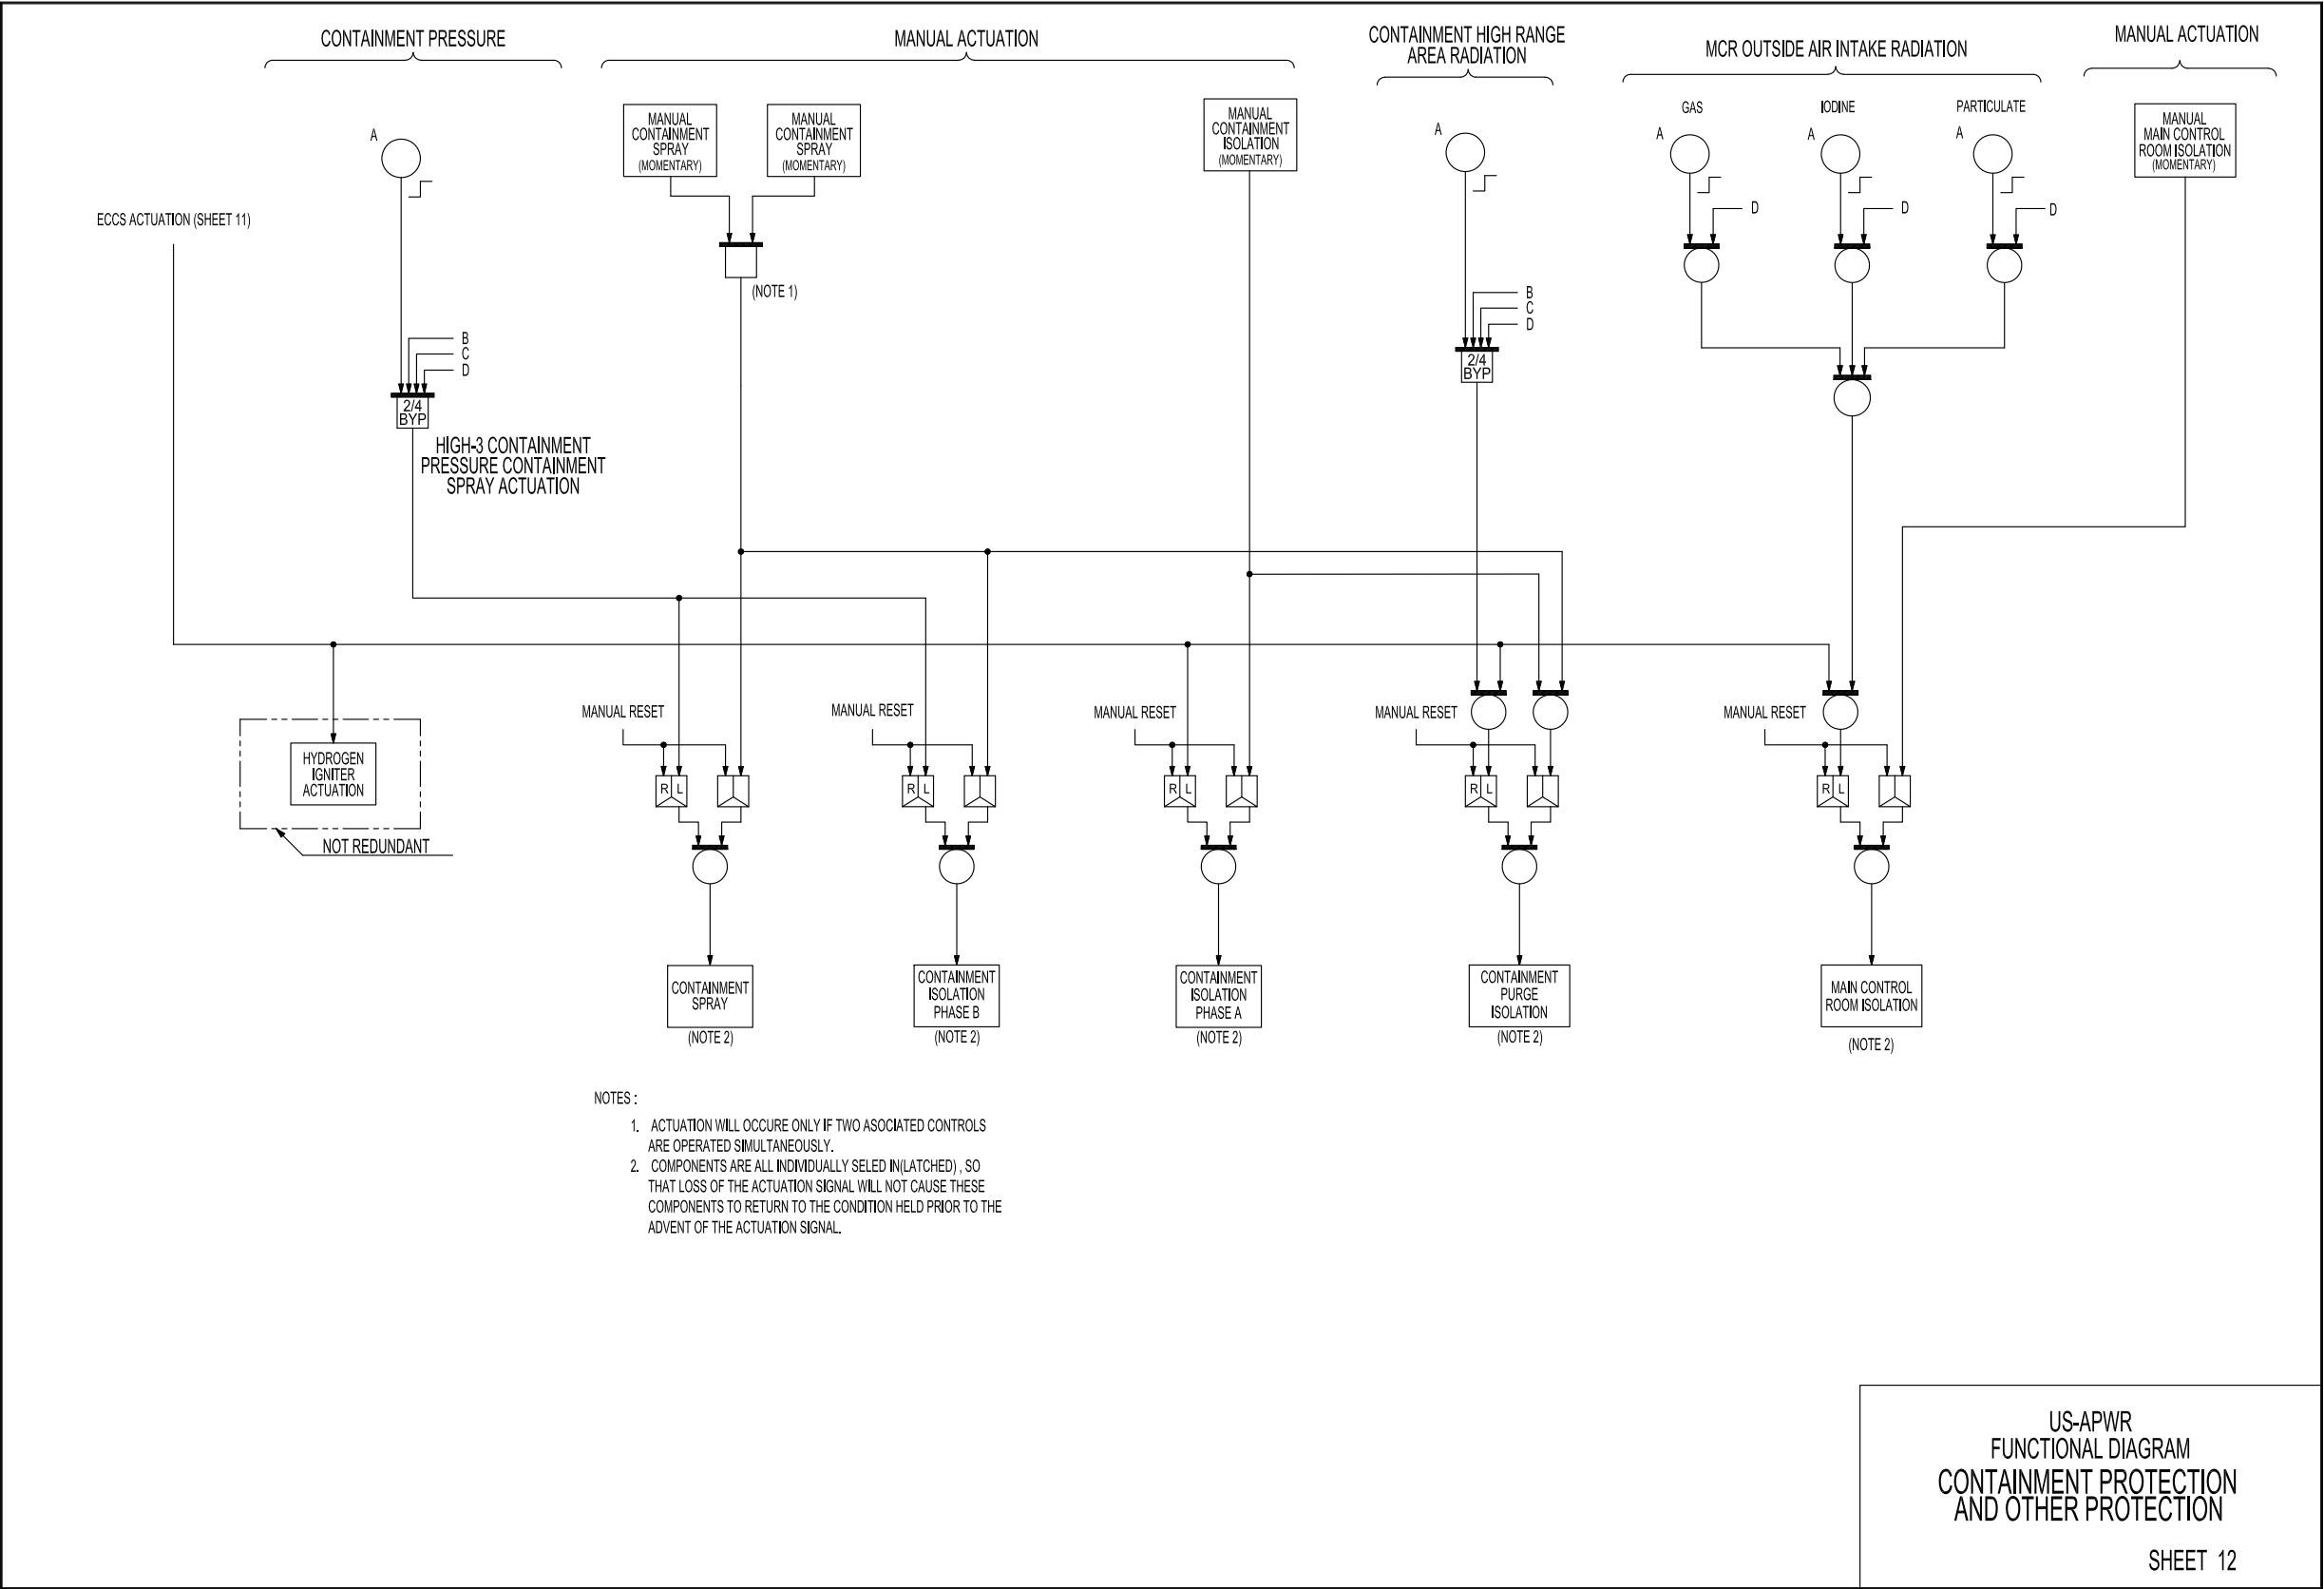 CONTAINMENT PRESSURE
MANUAL ACTUATION
CONTAINMENT HIGH RANGE
AREA RADIATION
MCR OUTSIDE AIR INTAKE RADIATION
MANUAL ACTUATION
GAS
IODINE
PARTICULATE
A
MANUAL
CONTAINMENT
SPRAY
(MOMENTARY)
MANUAL
CONTAINMENT
SPRAY
(MOMENTARY)
MANUAL
CONTAINMENT
ISOLATION
(MOMENTARY)
A
A
A
A
MANUAL
MAIN CONTROL
ROOM ISOLATION
(MOMENTARY)
ECCS ACTUATION (SHEET 11)
D
D
D
(NOTE 1)
B
C
D
2/4
BYP
B
C
D
2/4
BYP
HIGH-3 CONTAINMENT
PRESSURE CONTAINMENT
SPRAY ACTUATION
MANUAL RESET
MANUAL RESET
MANUAL RESET
MANUAL RESET
MANUAL RESET
HYDROGEN
IGNITER
ACTUATION
NOT REDUNDANT
R L
R L
R L
R L
R L
CONTAINMENT
SPRAY
(NOTE 2)
CONTAINMENT
ISOLATION
PHASE B
(NOTE 2)
CONTAINMENT
ISOLATION
PHASE A
(NOTE 2)
CONTAINMENT
PURGE
ISOLATION
(NOTE 2)
MAIN CONTROL
ROOM ISOLATION
(NOTE 2)
NOTES :
1. ACTUATION WILL OCCURE ONLY IF TWO ASOCIATED CONTROLS
ARE OPERATED SIMULTANEOUSLY.
2. COMPONENTS ARE ALL INDIVIDUALLY SELED IN(LATCHED) , SO
THAT LOSS OF THE ACTUATION SIGNAL WILL NOT CAUSE THESE
COMPONENTS TO RETURN TO THE CONDITION HELD PRIOR TO THE
ADVENT OF THE ACTUATION SIGNAL.
US-APWR
FUNCTIONAL DIAGRAM
CONTAINMENT PROTECTION
AND OTHER PROTECTION
SHEET 12